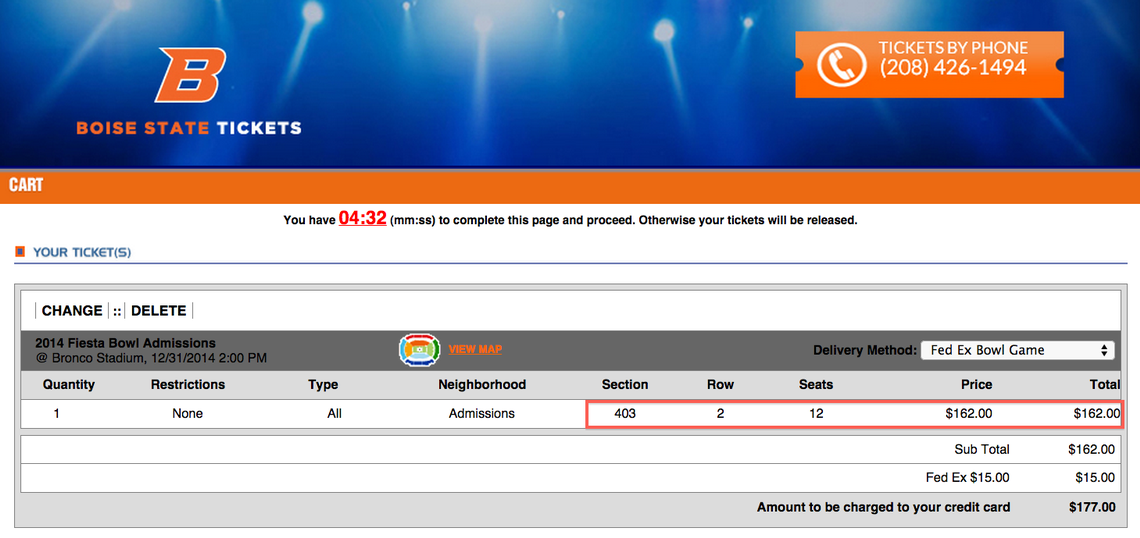 B
BOISE STATE TICKETS
TICKETS BY PHONE
(208) 426-1494
CART
You have 04:32 (mm:ss) to complete this page and proceed. Otherwise your tickets will be released.
YOUR TICKET(S)
CHANGE :: DELETE
2014 Fiesta Bowl Admissions
@ Bronco Stadium, 12/31/2014 2:00 PM
VIEW MAP
Delivery Method: Fed Ex Bowl Game
Quantity Restrictions Type Neighborhood Section Row Seats Price Total
1 None All Admissions 403 2 12 $162.00 $162.00
Sub Total $162.00
Fed Ex $15.00 $15.00
Amount to be charged to your credit card $177.00